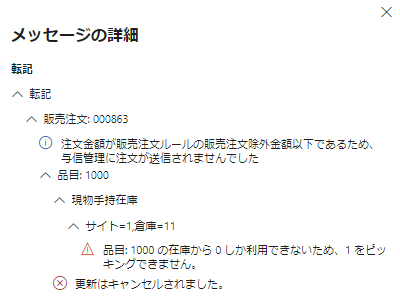 メッセージの詳細
転記
転記
販売注文: 000863
注文金額が販売注文ルールの販売注文除外金額以下であるため、
与信管理に注文が送信されませんでした
品目: 1000
現物手持在庫
サイト=1,倉庫=11
品目: 1000 の在庫から 0 しか利用できないため、1 をピッ
キングできません。
更新はキャンセルされました。